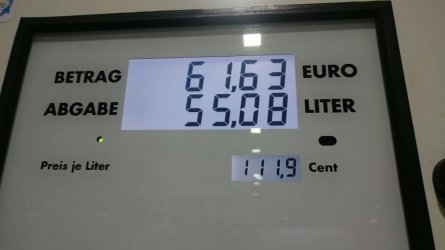 BETRAG 61,63 EURO
ABGABE 55,08 LITER
Preis je Liter 111,9 Cent